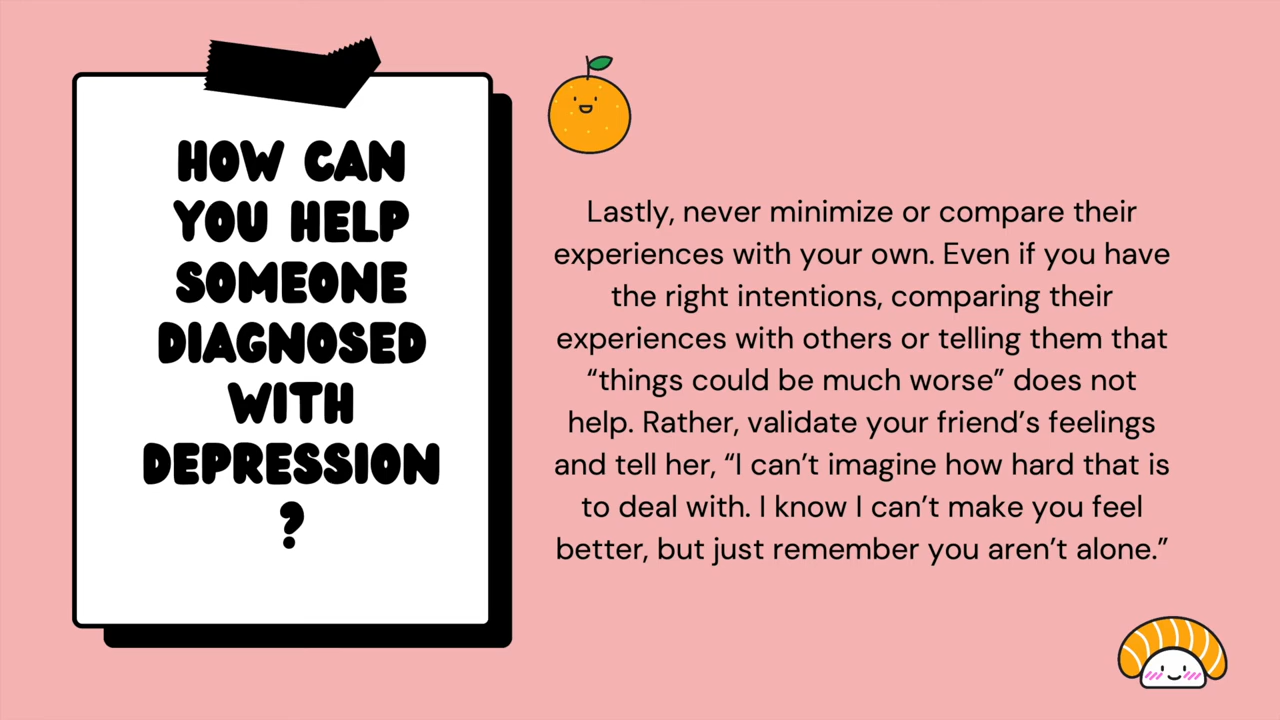 HOW CAN
YOU HELP
SOMEONE
DIAGNOSED
WITH
DEPRESSION
?
Lastly, never minimize or compare their
experiences with your own. Even if you have
the right intentions, comparing their
experiences with others or telling them that
“things could be much worse” does not
help. Rather, validate your friend’s feelings
and tell her, “I can’t imagine how hard that is
to deal with. I know I can’t make you feel
better, but just remember you aren’t alone.”